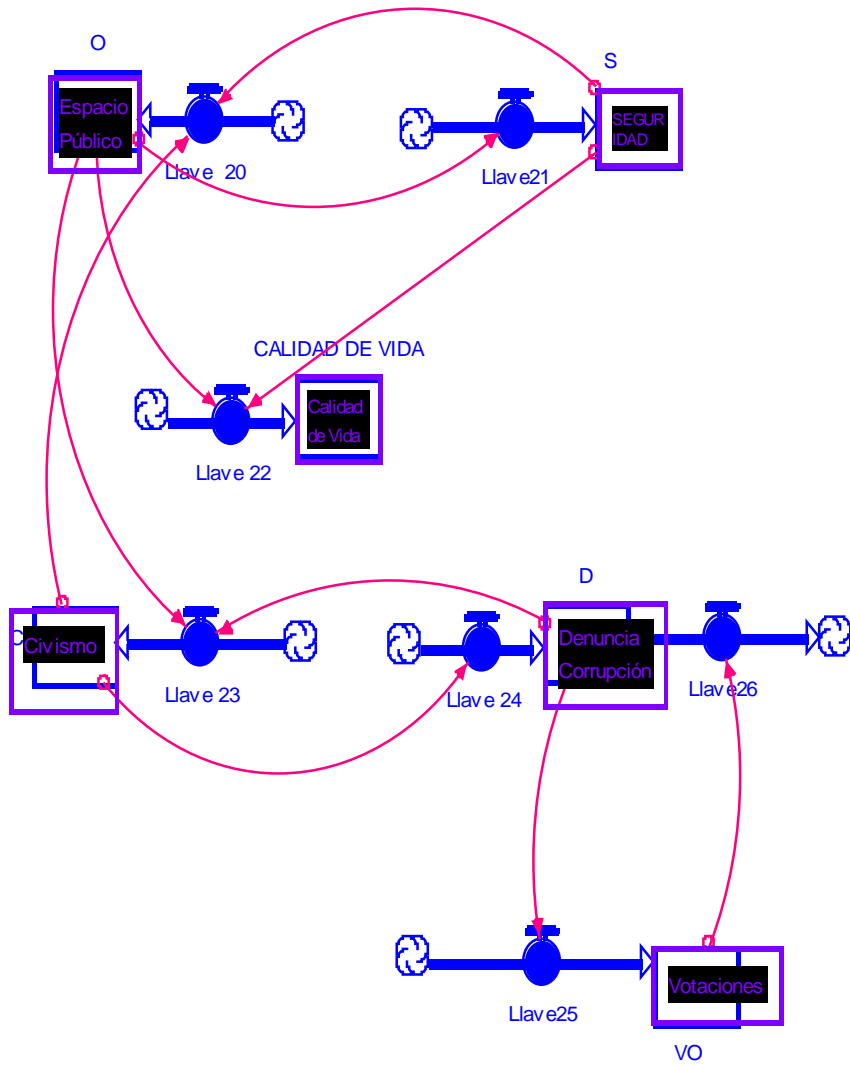 O
S
Espacio
Público
SEGUR
IDAD
Llave 20
Llave21
CALIDAD DE VIDA
Calidad
de Vida
Llave 22
D
C
Civismo
Denuncia
Corrupción
Llave 23
Llave 24
Llave26
Votaciones
Llave25
VO